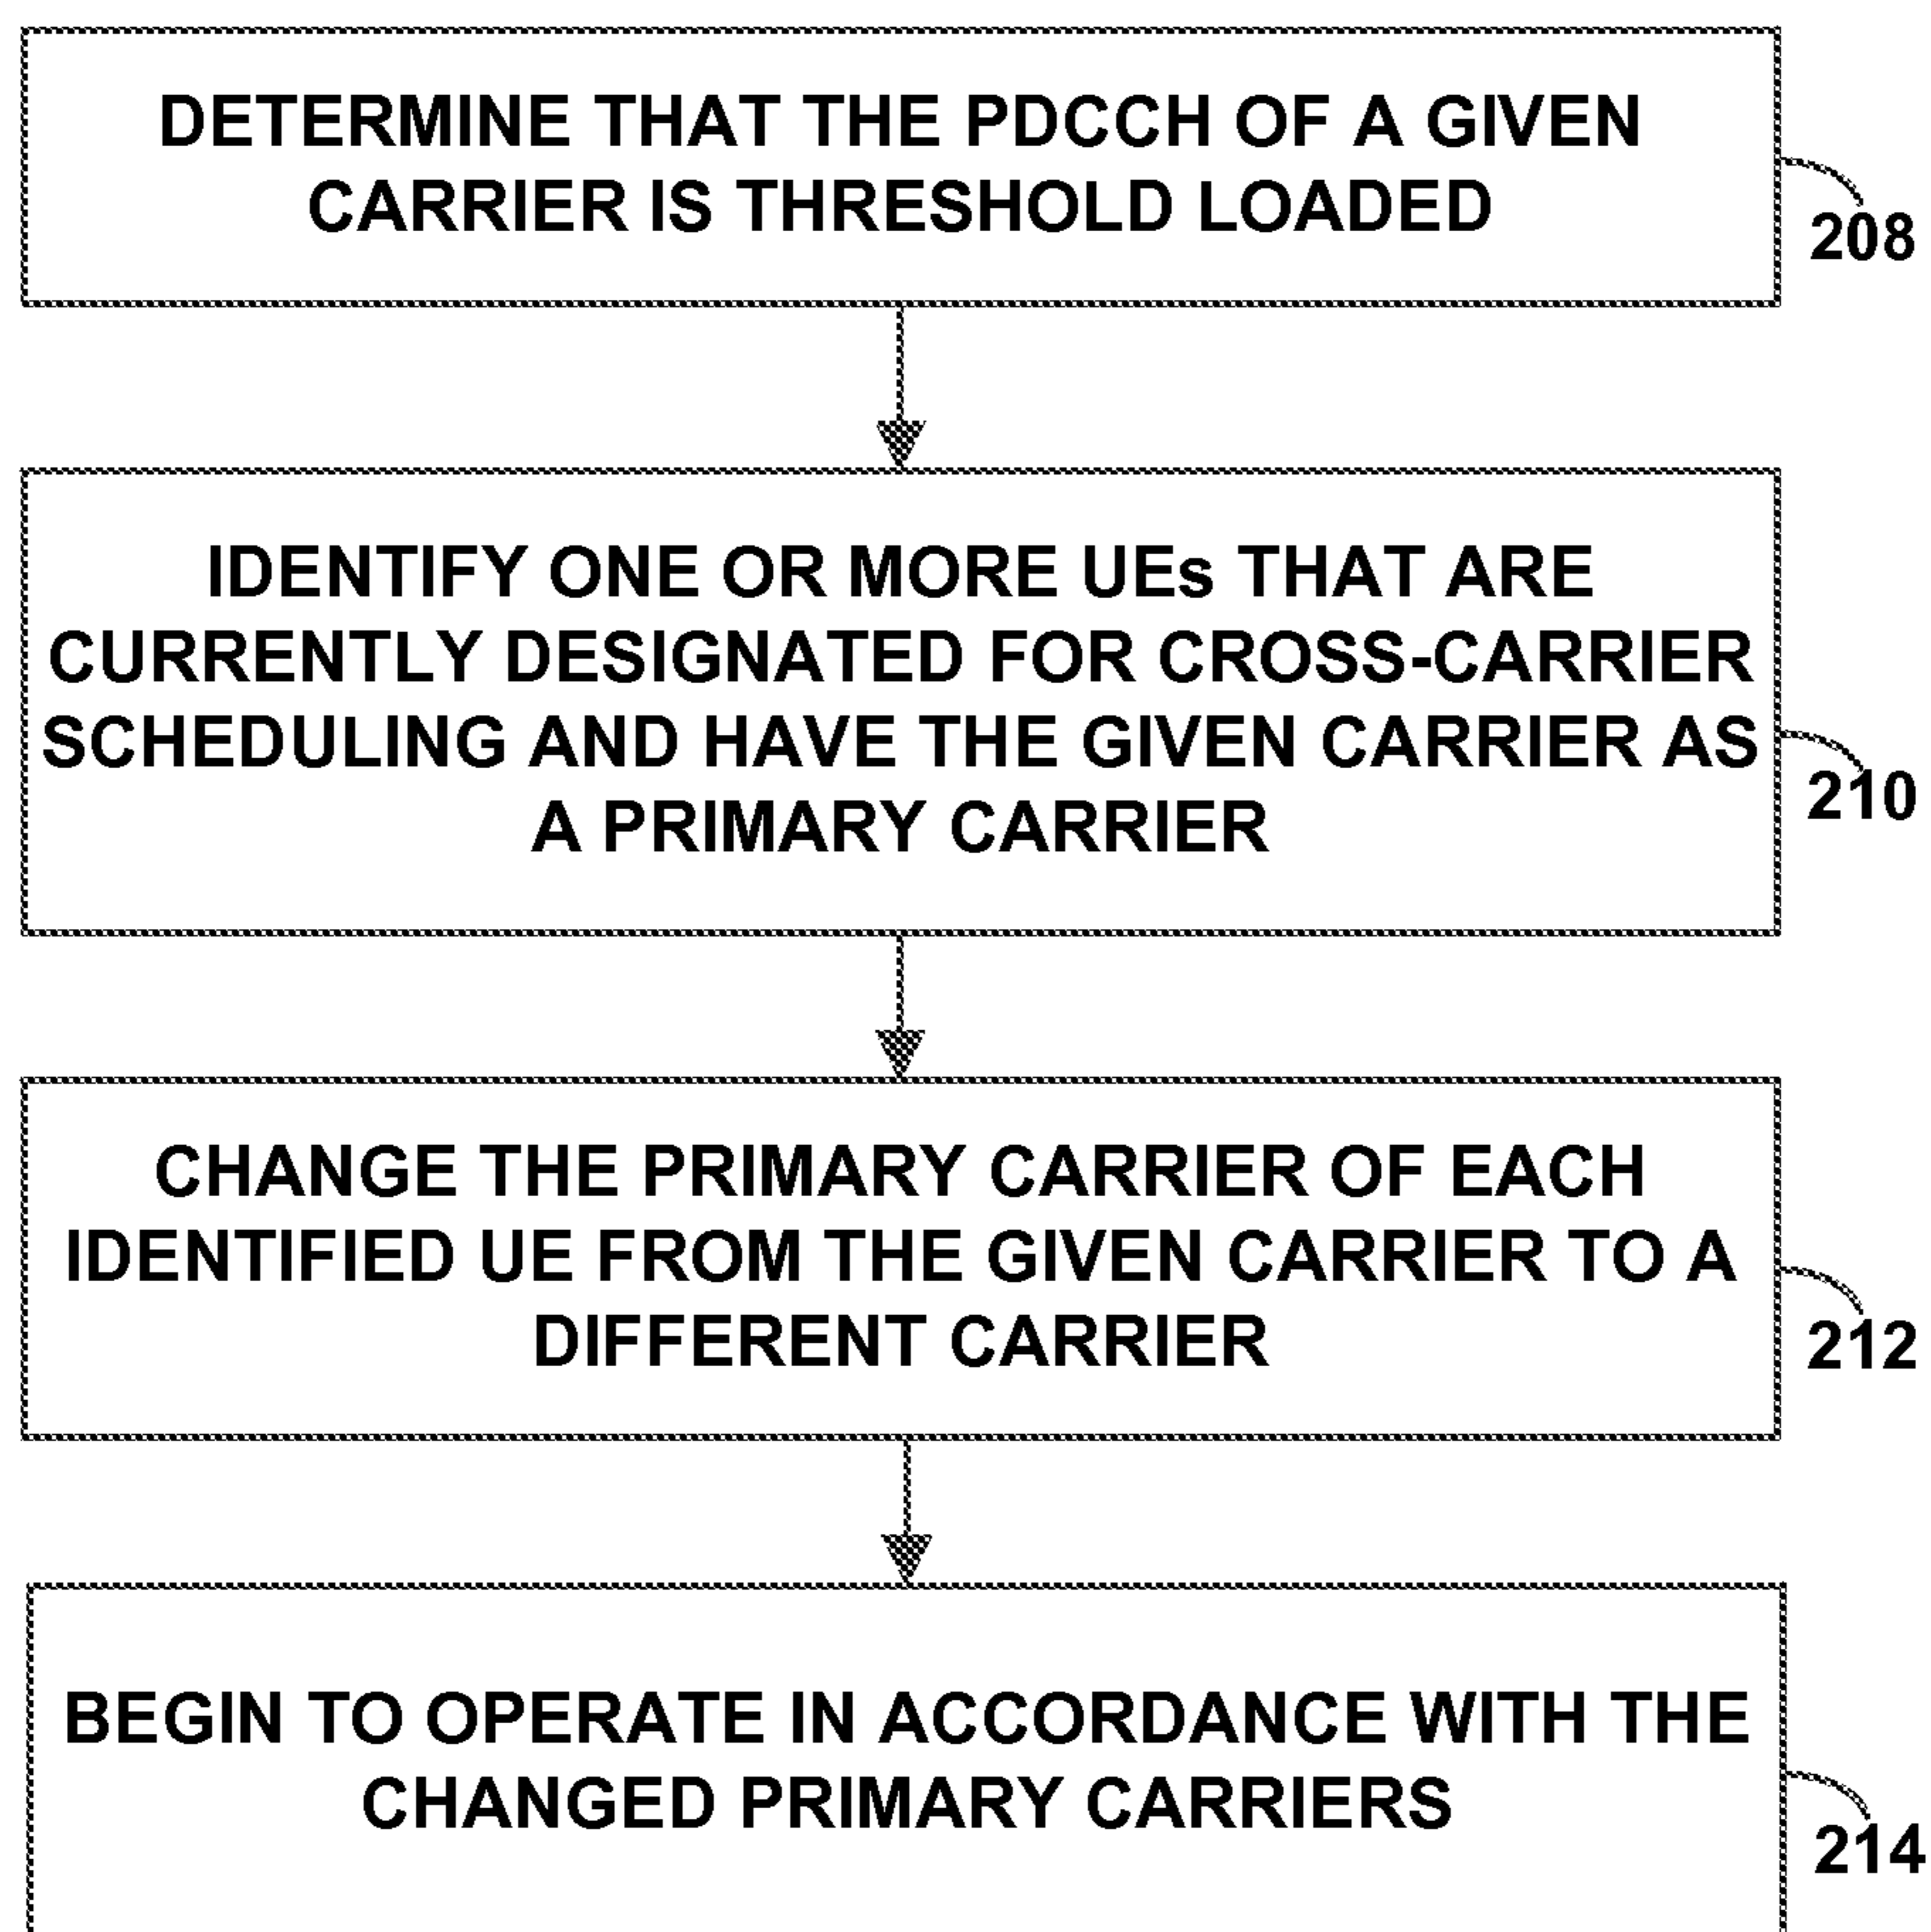 DETERMINE THAT THE PDCCH OF A GIVEN
CARRIER IS THRESHOLD LOADED
208
IDENTIFY ONE OR MORE UEs THAT ARE
CURRENTLY DESIGNATED FOR CROSS-CARRIER
SCHEDULING AND HAVE THE GIVEN CARRIER AS
A PRIMARY CARRIER
210
CHANGE THE PRIMARY CARRIER OF EACH
IDENTIFIED UE FROM THE GIVEN CARRIER TO A
DIFFERENT CARRIER
212
BEGIN TO OPERATE IN ACCORDANCE WITH THE
CHANGED PRIMARY CARRIERS
214